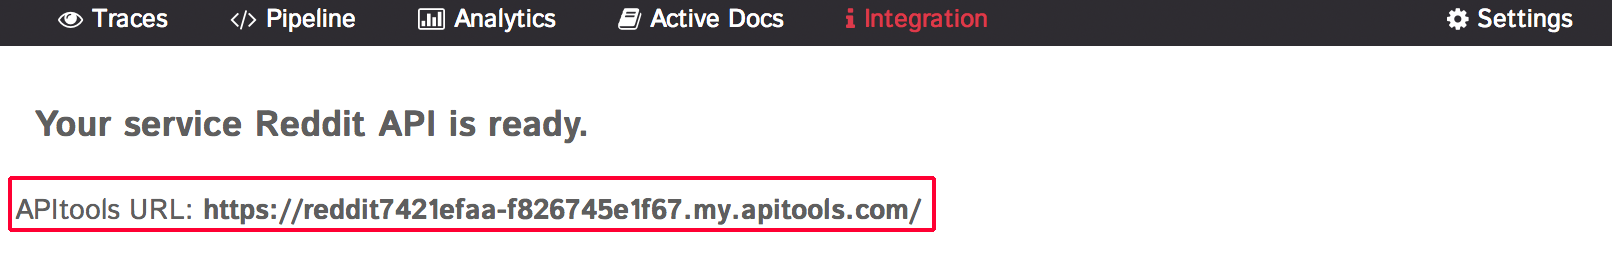 Traces Pipeline Analytics Active Docs Integration Settings
Your service Reddit API is ready.
APItools URL: https://reddit7421efaa-f826745e1f67.my.apitools.com/